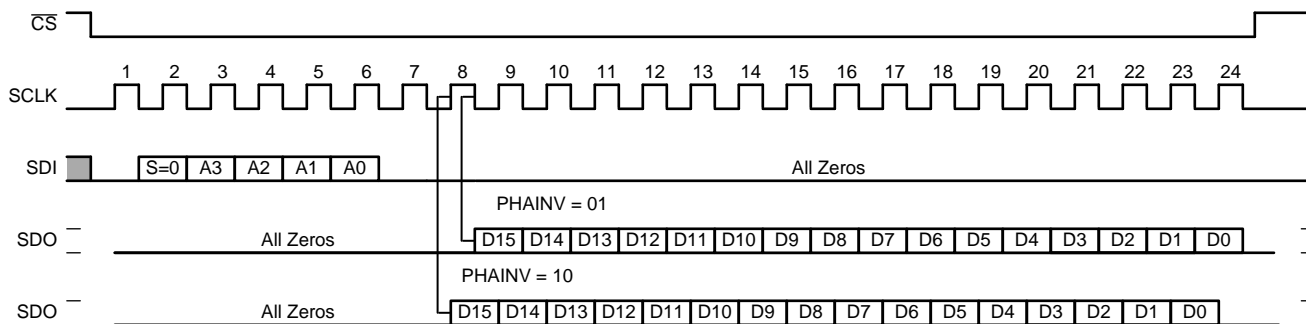 CS
1 2 3 4 5 6 7 8 9 10 11 12 13 14 15 16 17 18 19 20 21 22 23 24
SCLK
SDI S=0 A3 A2 A1 A0 All Zeros
PHAINV = 01
SDO All Zeros D15 D14 D13 D12 D11 D10 D9 D8 D7 D6 D5 D4 D3 D2 D1 D0
PHAINV = 10
SDO All Zeros D15 D14 D13 D12 D11 D10 D9 D8 D7 D6 D5 D4 D3 D2 D1 D0